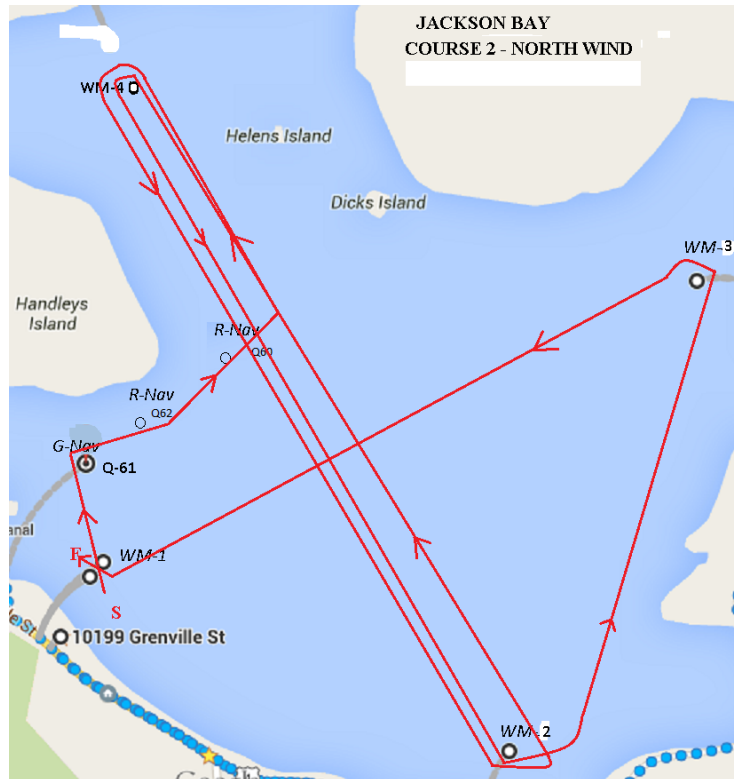 JACKSON BAY
COURSE 2 - NORTH WIND
WM-4
Helens Island
Dicks Island
WM-3
Handleys
Island
R-Nav
Q60
R-Nav
Q62
G-Nav
Q-61
anal
F
WM-1
S
10199 Grenville St
WM-2